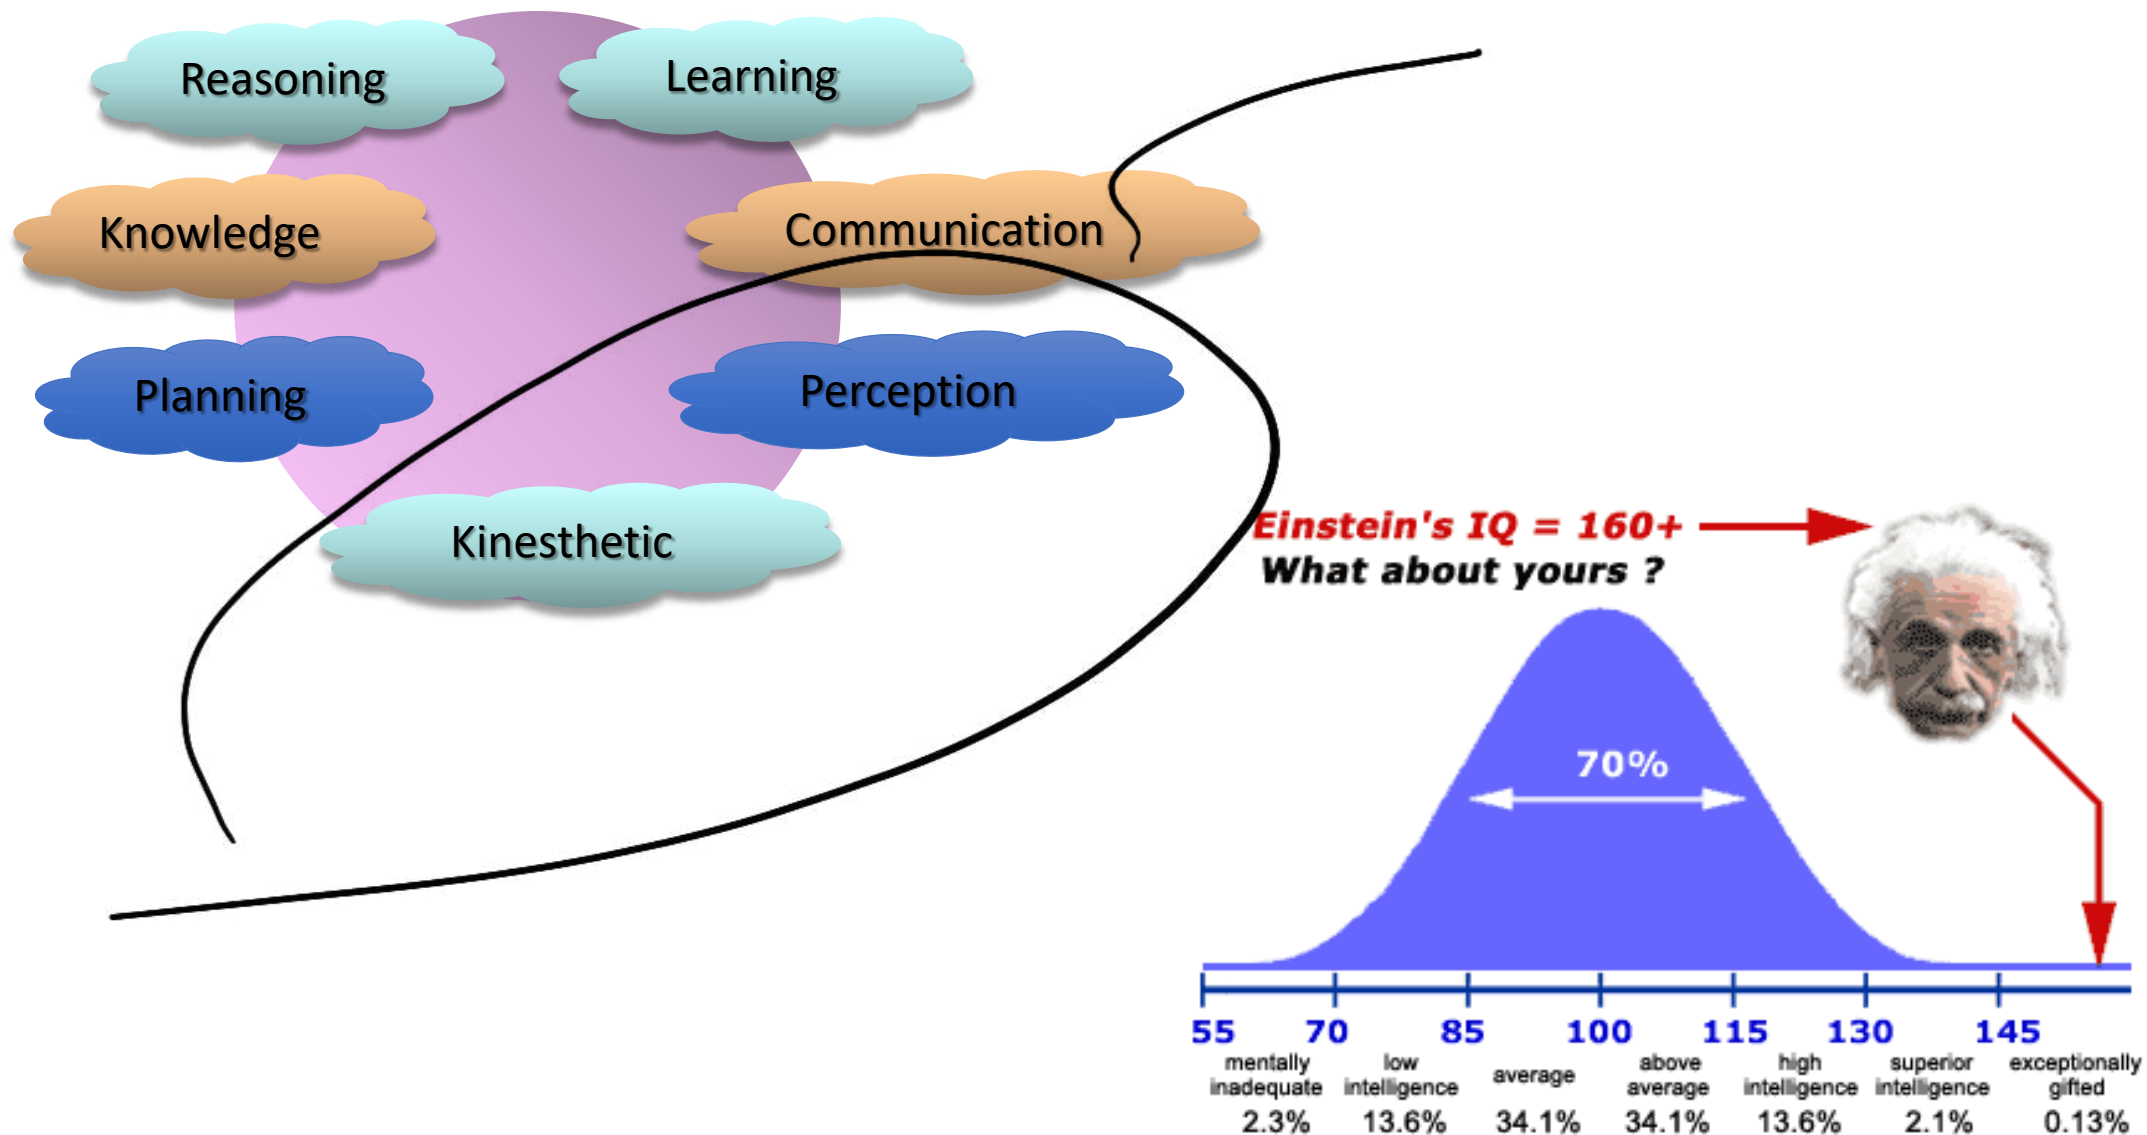 Reasoning
Learning
Knowledge
Communication
Planning
Perception
Kinesthetic
Einstein's IQ = 160+
What about yours ?
70%
55 70 85 100 115 130 145
mentally inadequate
low intelligence
average
above average
high intelligence
superior intelligence
exceptionally gifted
2.3% 13.6% 34.1% 34.1% 13.6% 2.1% 0.13%